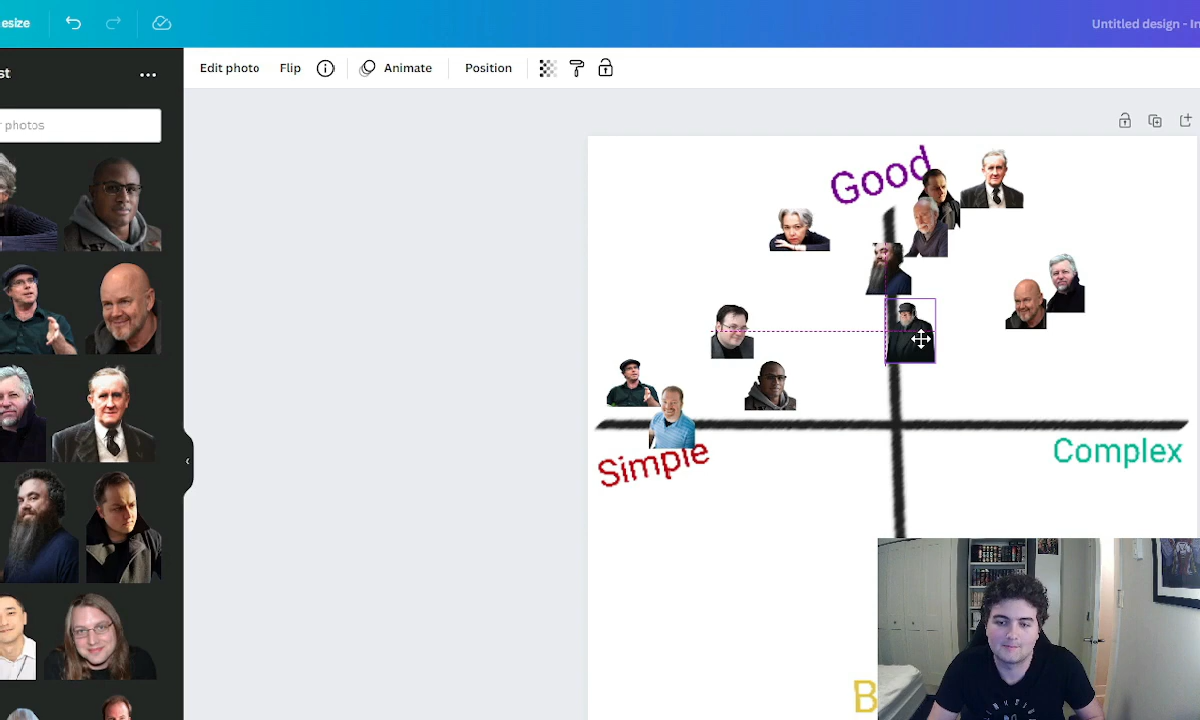 esize
Untitled design - In
st
Edit photo
Flip
Animate
Position
r photos
Good
Simple
Complex
B